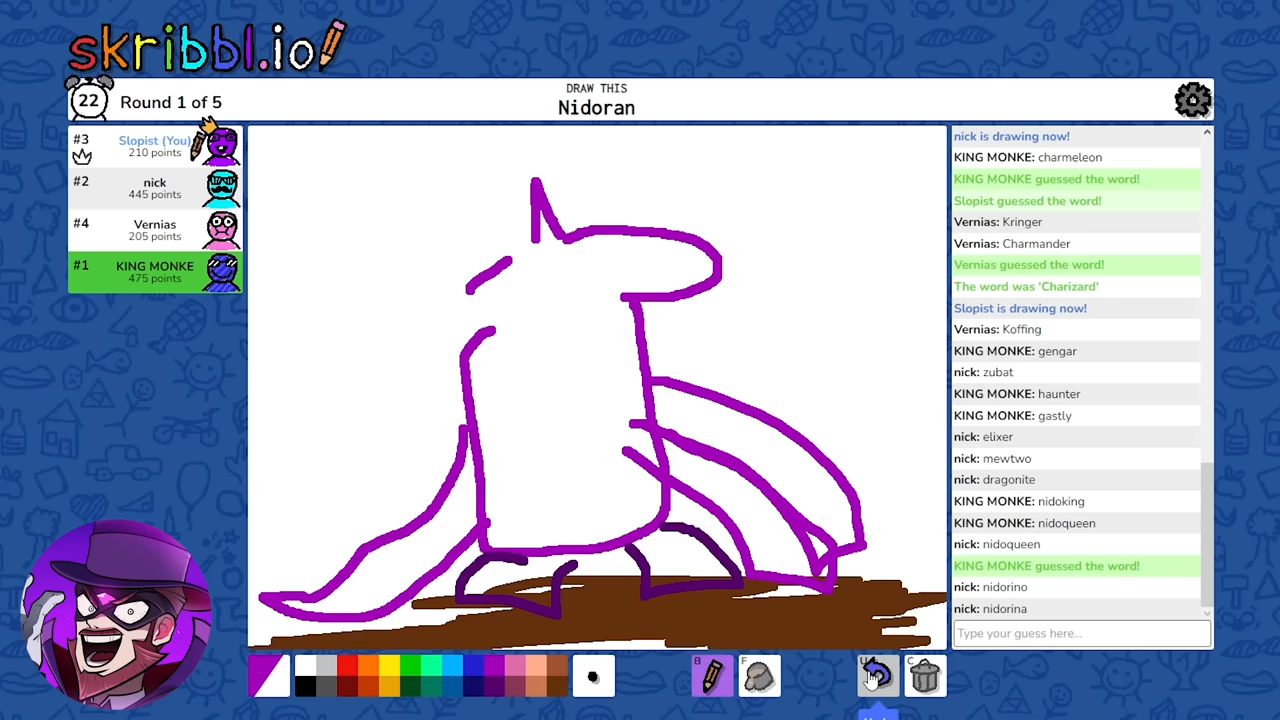 skribbl.io
22
Round 1 of 5
DRAW THIS
Nidoran
#3
Slopist (You)
210 points
#2
nick
445 points
#4
Vernias
205 points
#1
KING MONKE
475 points
nick is drawing now!
KING MONKE: charmeleon
KING MONKE guessed the word!
Slopist guessed the word!
Vernias: Kringer
Vernias: Charmander
Vernias guessed the word!
The word was 'Charizard'
Slopist is drawing now!
Vernias: Koffing
KING MONKE: gengar
nick: zubat
KING MONKE: haunter
KING MONKE: gastly
nick: elixer
nick: mewtwo
nick: dragonite
KING MONKE: nidoking
KING MONKE: nidoqueen
nick: nidoqueen
KING MONKE guessed the word!
nick: nidorino
nick: nidorina
Type your guess here...
B
F
U
C